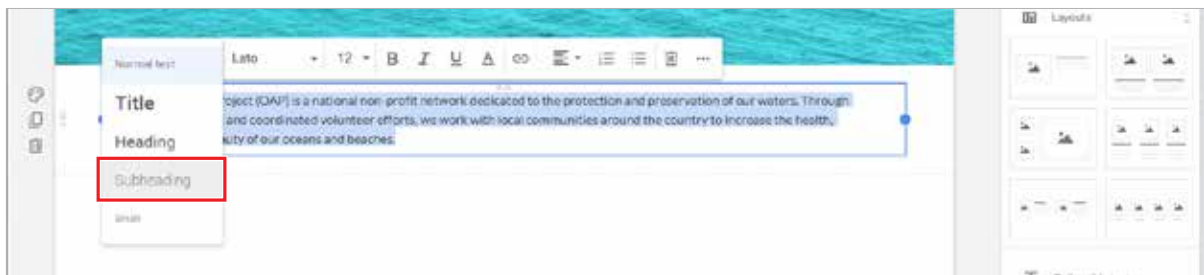 Layouts
Normal text Lato 12 B I U A
Title
oject (OAP) is a national non-profit network dedicated to the protection and preservation of our waters. Through
and coordinated volunteer efforts, we work with local communities around the country to increase the health,
Heading
uty of our oceans and beaches.
Subheading
Small